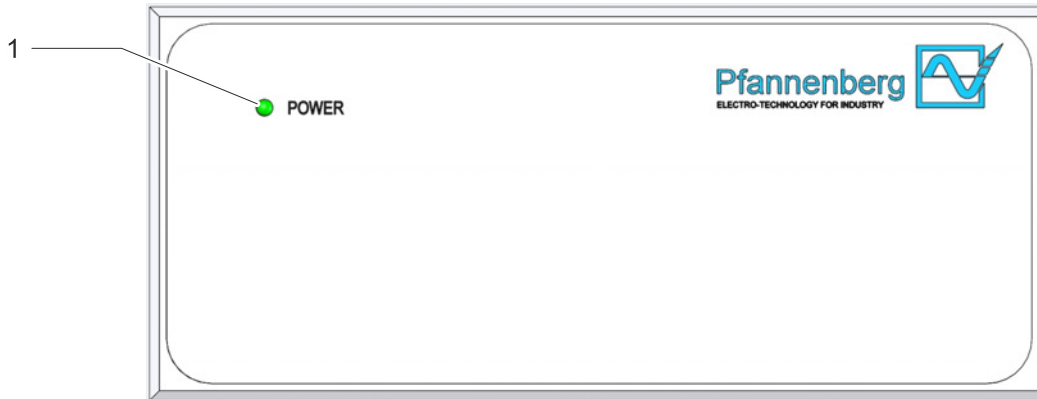 1
POWER
Pfannenberg
ELECTRO-TECHNOLOGY FOR INDUSTRY